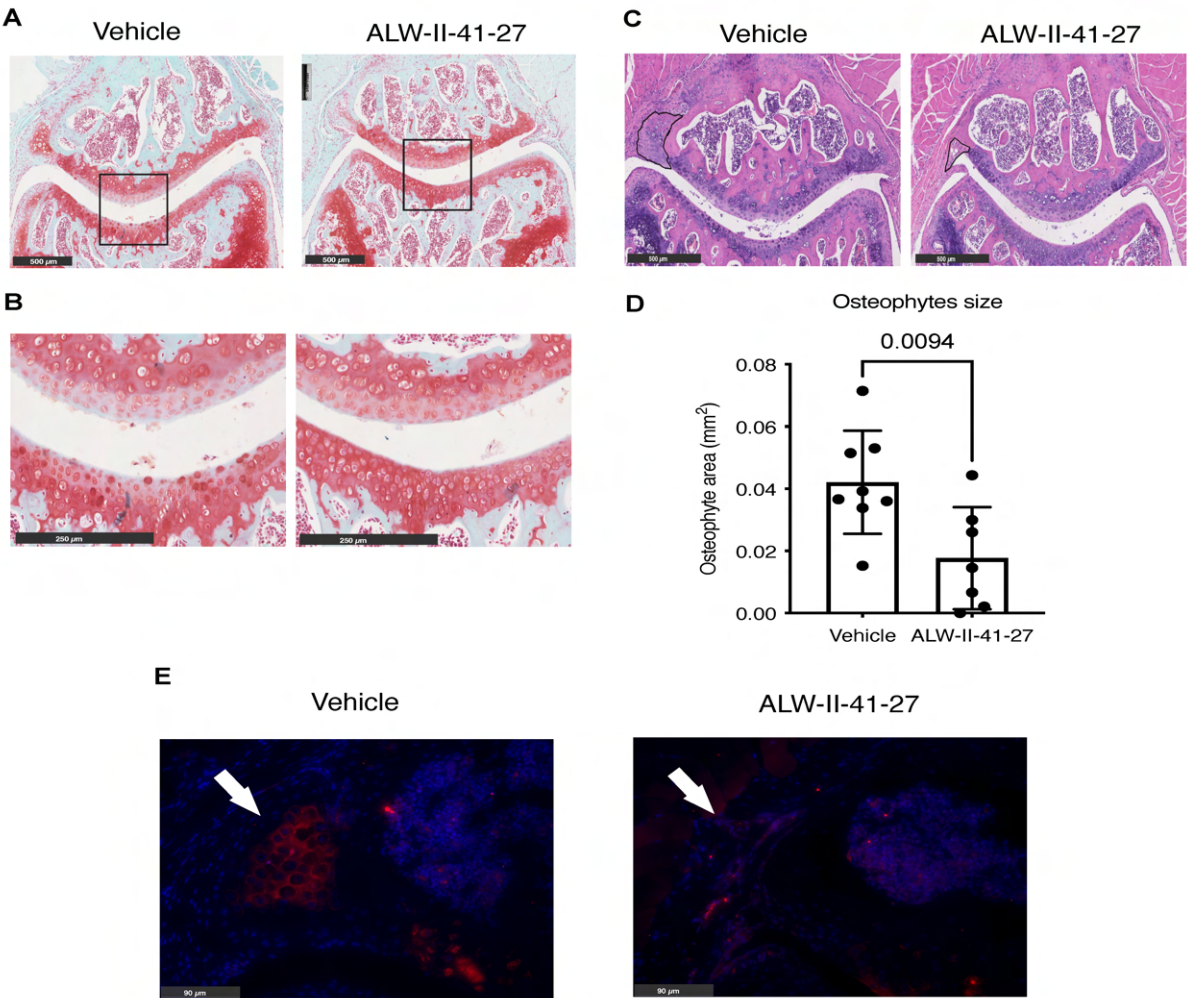 A
Vehicle
ALW-II-41-27
500 µm
500 µm
B
250 µm
250 µm
C
Vehicle
ALW-II-41-27
500 µm
500 µm
D
Osteophytes size
0.0094
Osteophyte area (mm²)
0.08
0.06
0.04
0.02
0.00
Vehicle
ALW-II-41-27
E
Vehicle
ALW-II-41-27
90 µm
90 µm